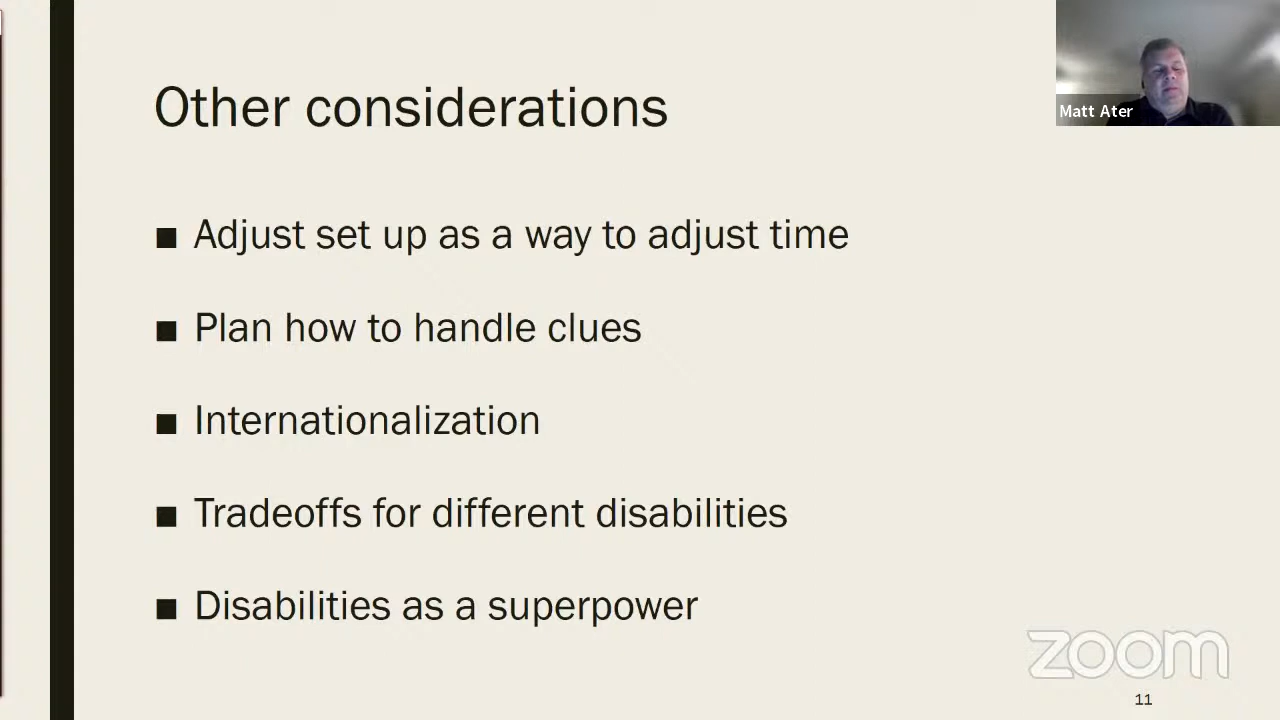 Other considerations
Matt Ater
■ Adjust set up as a way to adjust time
■ Plan how to handle clues
■ Internationalization
■ Tradeoffs for different disabilities
■ Disabilities as a superpower
zoom
11